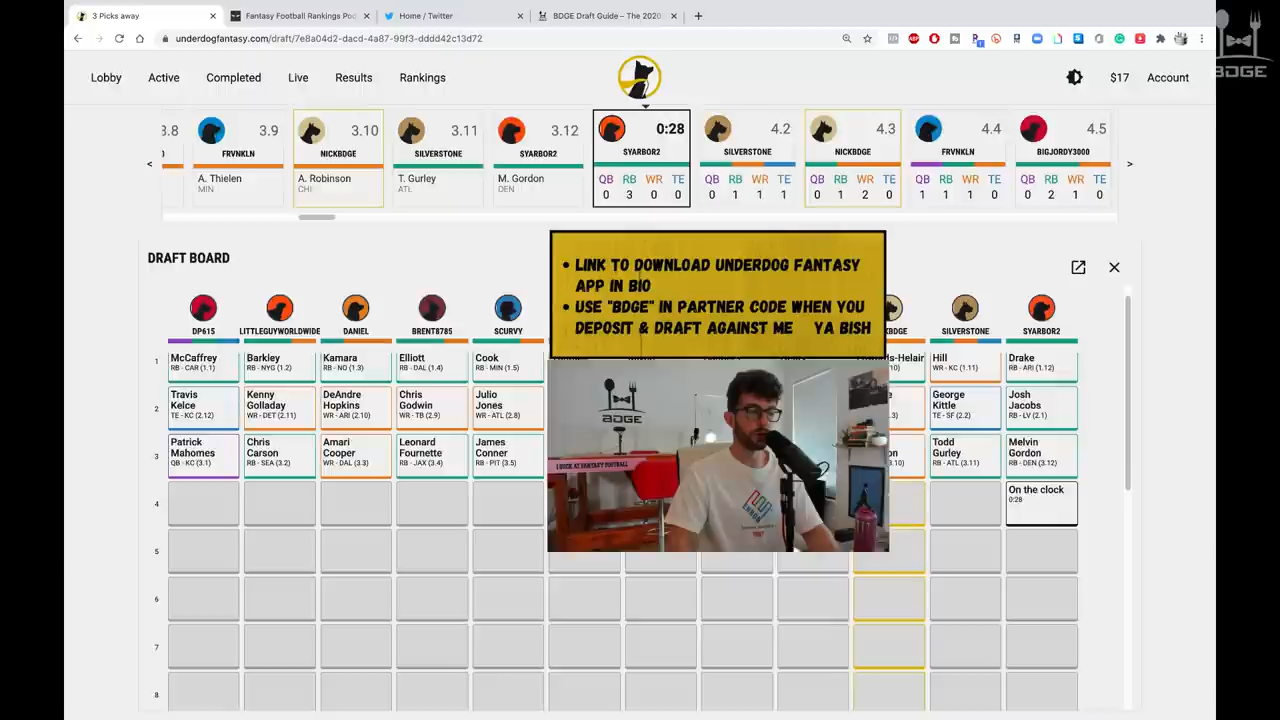 3 Picks away
Fantasy Football Rankings Pod
Home / Twitter
BDGE Draft Guide – The 2020
underdogfantasy.com/draft/7e8a04d2-dacd-4a87-99f3-dddd42c13d72
BDGE
Lobby
Active
Completed
Live
Results
Rankings
$17
Account
3.8
3.9
FRVNKLN
A. Thielen
MIN
3.10
NICKBDGE
A. Robinson
CHI
3.11
SILVERSTONE
T. Gurley
ATL
3.12
SYARBOR2
M. Gordon
DEN
0:28
SYARBOR2
QB RB WR TE
0 3 0 0
4.2
SILVERSTONE
QB RB WR TE
0 1 1 1
4.3
NICKBDGE
QB RB WR TE
0 1 2 0
4.4
FRVNKLN
QB RB WR TE
1 1 1 0
4.5
BIGJORDY3000
QB RB WR TE
0 2 1 0
DRAFT BOARD
LINK TO DOWNLOAD UNDERDOG FANTASY
APP IN BIO
USE "BDGE" IN PARTNER CODE WHEN YOU
DEPOSIT & DRAFT AGAINST ME YA BISH
DP615
LITTLEGUYWORLDWIDE
DANIEL
BRENT8785
SCURVY
SILVERSTONE
SYARBOR2
1
McCaffrey
RB - CAR (1.1)
Barkley
RB - NYG (1.2)
Kamara
RB - NO (1.3)
Elliott
RB - DAL (1.4)
Cook
RB - MIN (1.5)
Hill
WR - KC (1.11)
Drake
RB - ARI (1.12)
2
Travis
Kelce
TE - KC (2.12)
Kenny
Golladay
WR - DET (2.11)
DeAndre
Hopkins
WR - ARI (2.10)
Chris
Godwin
WR - TB (2.9)
Julio
Jones
WR - ATL (2.8)
George
Kittle
TE - SF (2.2)
Josh
Jacobs
RB - LV (2.1)
3
Patrick
Mahomes
QB - KC (3.1)
Chris
Carson
RB - SEA (3.2)
Amari
Cooper
WR - DAL (3.3)
Leonard
Fournette
RB - JAX (3.4)
James
Conner
RB - PIT (3.5)
Todd
Gurley
RB - ATL (3.11)
Melvin
Gordon
RB - DEN (3.12)
4
On the clock
0:28
5
6
7
8
BDGE
I SUCK AT FANTASY FOOTBALL